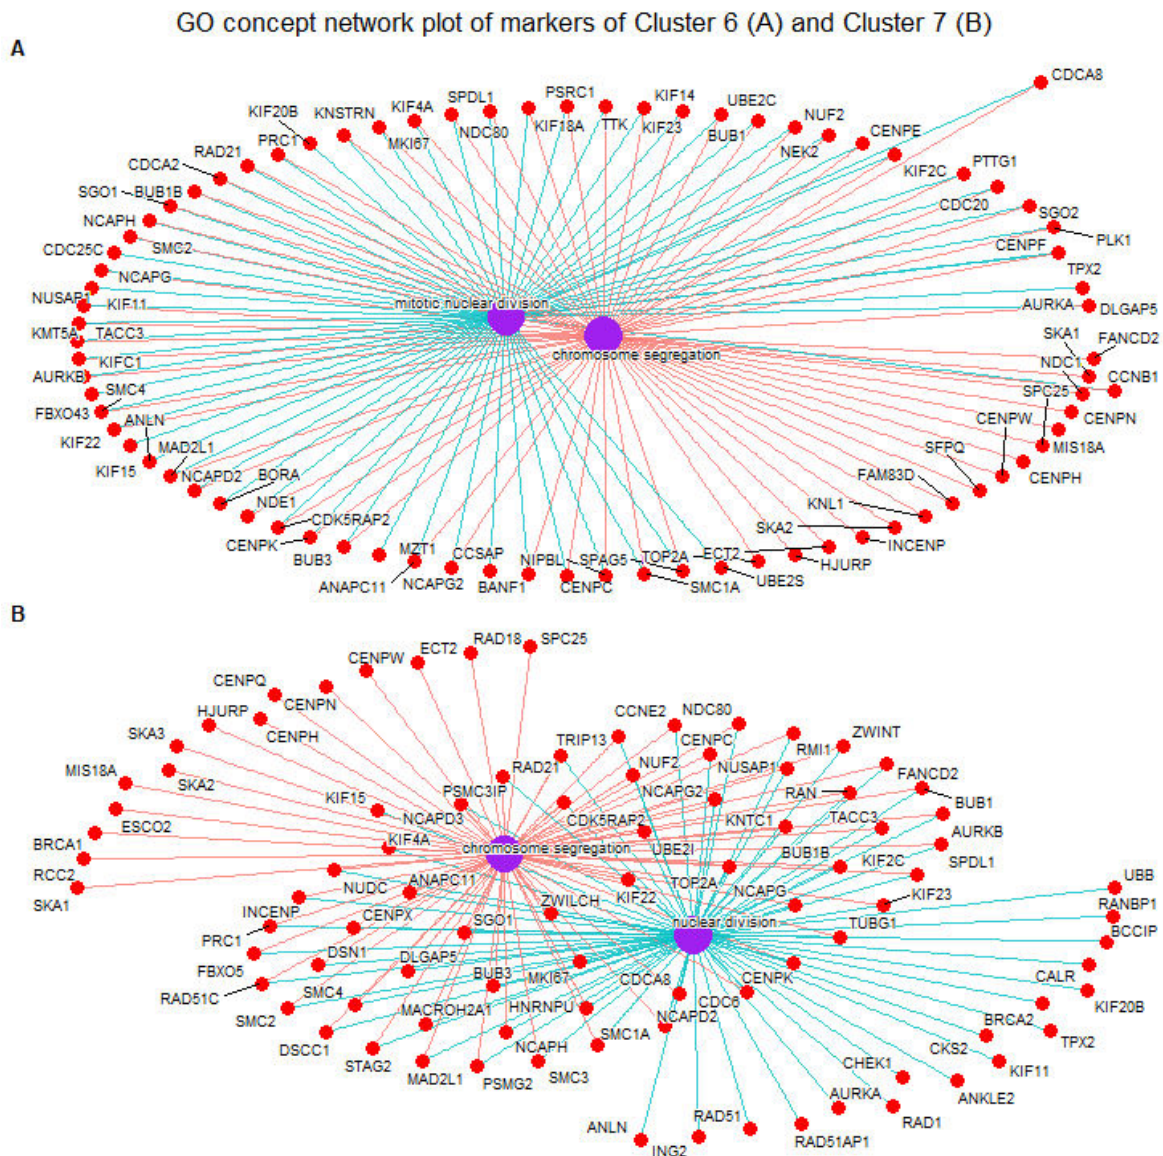 GO concept network plot of markers of Cluster 6 (A) and Cluster 7 (B)
A
CDCA8
PSRC1
KIF14
SPDL1
UBE2C
KIF4A
KIF20B
KNSTRN
NUF2
NDC80
KIF18A
TTK
KIF23
BUB1
PRC1
MKI67
NEK2
CENPE
RAD21
CDCA2
KIF2C
PTTG1
SGO1
BUB1B
CDC20
SGO2
NCAPH
PLK1
CDC25C
SMC2
CENPF
NCAPG
TPX2
NUSAP1
KIF11
mitotic nuclear division
AURKA
DLGAP5
KMT5A
TACC3
SKA1
FANCD2
chromosome segregation
KIFC1
NDC1
AURKB
CCNB1
SMC4
SPC25
FBXO43
ANLN
CENPW
CENPN
KIF22
MAD2L1
SFPQ
MIS18A
KIF15
NCAPD2
BORA
FAM83D
CENPH
NDE1
KNL1
CDK5RAP2
SKA2
CENPK
INCENP
BUB3
MZT1
CCSAP
NIPBL
SPAG5
TOP2A
ECT2
HJURP
ANAPC11
NCAPG2
BANF1
CENPC
SMC1A
UBE2S
B
RAD18
SPC25
ECT2
CENPW
CENPQ
CENPN
HJURP
CCNE2
NDC80
SKA3
CENPH
TRIP13
CENPC
ZWINT
RMI1
MIS18A
SKA2
RAD21
NUF2
NUSAP1
FANCD2
KIF15
PSMC3IP
NCAPG2
RAN
BUB1
ESCO2
NCAPD3
CDK5RAP2
KNTC1
TACC3
AURKB
BRCA1
KIF4A
chromosome segregation
UBE2I
BUB1B
KIF2C
SPDL1
RCC2
ANAPC11
TOP2A
UBB
SKA1
NUDC
KIF22
NCAPG
KIF23
RANBP1
INCENP
CENPX
SGO1
ZWILCH
nuclear division
TUBG1
BCCIP
PRC1
DSN1
DLGAP5
FBXO5
BUB3
MKI67
CDCA8
CENPK
CALR
RAD51C
SMC4
CDC6
KIF20B
SMC2
MACROH2A1
HNRNPU
NCAPD2
BRCA2
DSCC1
NCAPH
SMC1A
CKS2
TPX2
STAG2
MAD2L1
PSMG2
SMC3
CHEK1
KIF11
AURKA
ANKLE2
ANLN
RAD51
RAD1
ING2
RAD51AP1